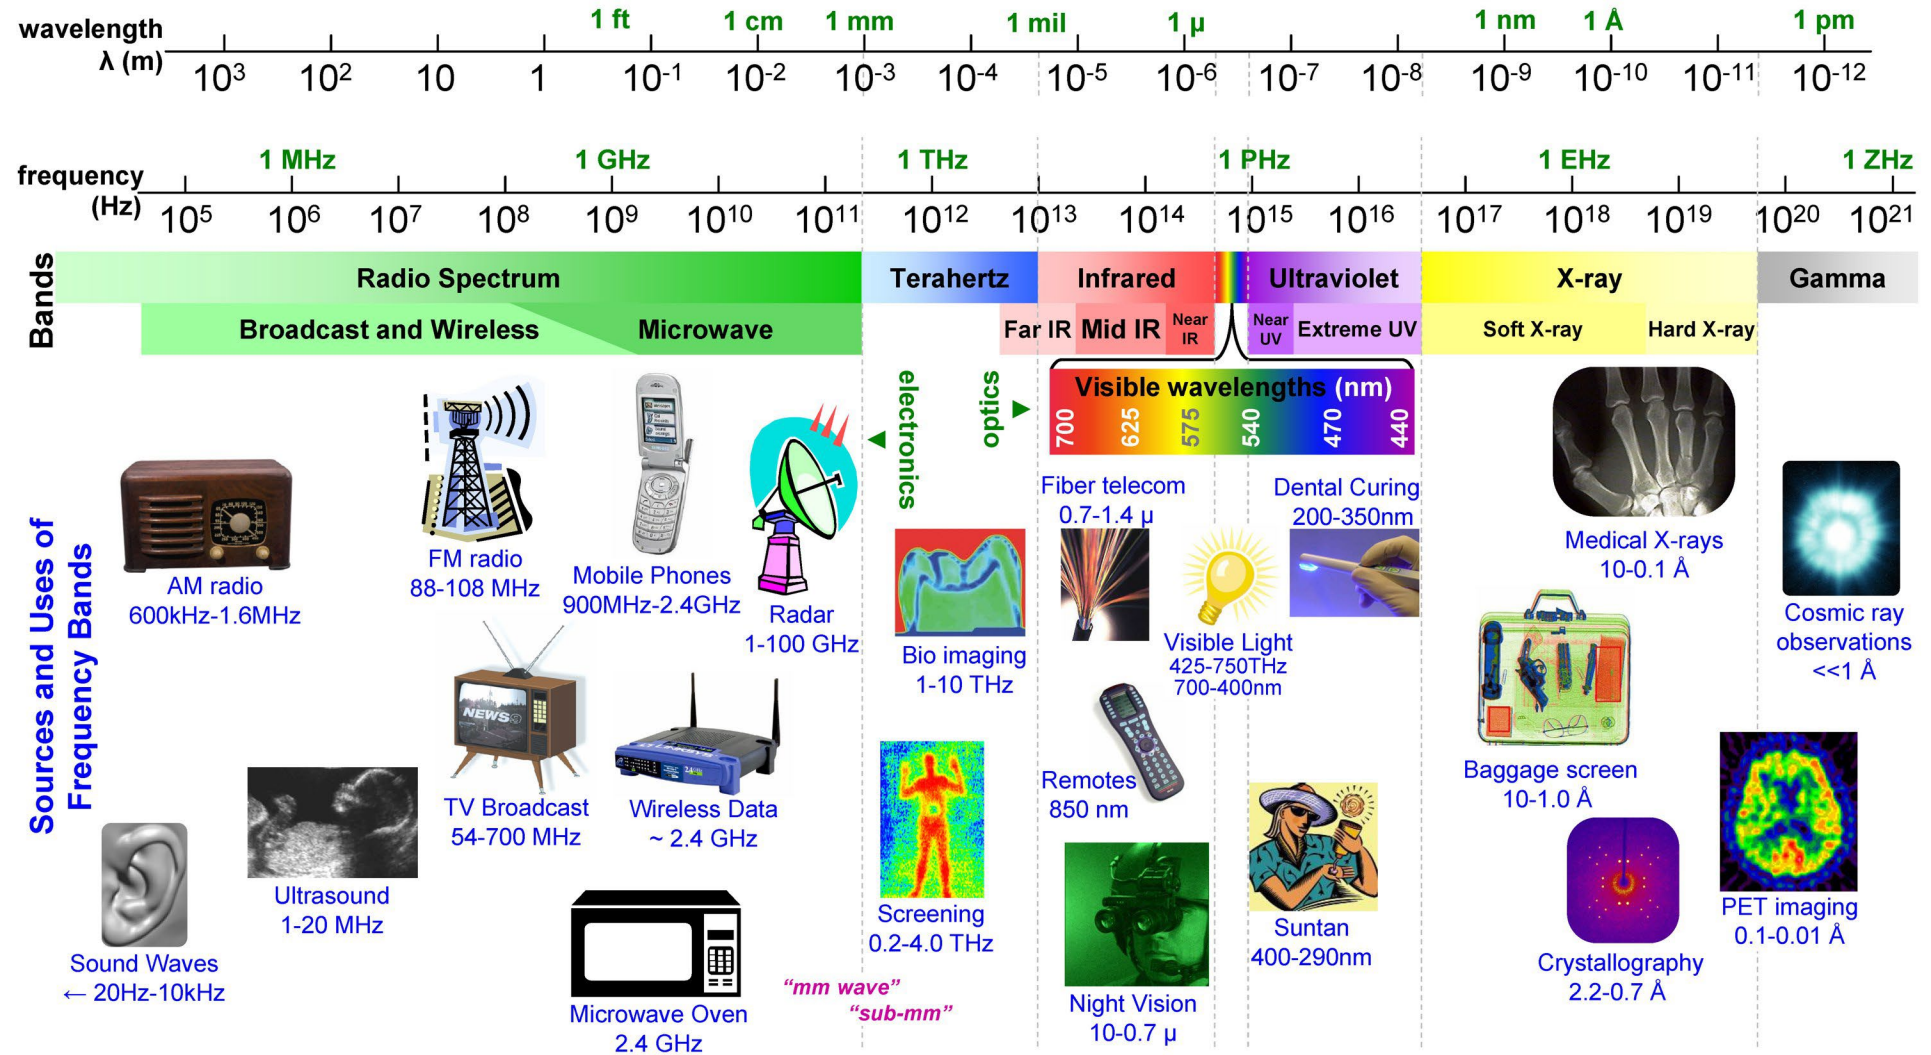 1 ft 1 cm 1 mm 1 mil 1 µ 1 nm 1 Å 1 pm
wavelength
λ (m)
10³ 10² 10 1 10⁻¹ 10⁻² 10⁻³ 10⁻⁴ 10⁻⁵ 10⁻⁶ 10⁻⁷ 10⁻⁸ 10⁻⁹ 10⁻¹⁰ 10⁻¹¹ 10⁻¹²
1 MHz 1 GHz 1 THz 1 PHz 1 EHz 1 ZHz
frequency
(Hz)
10⁵ 10⁶ 10⁷ 10⁸ 10⁹ 10¹⁰ 10¹¹ 10¹² 10¹³ 10¹⁴ 10¹⁵ 10¹⁶ 10¹⁷ 10¹⁸ 10¹⁹ 10²⁰ 10²¹
Bands
Radio Spectrum Terahertz Infrared Ultraviolet X-ray Gamma
Broadcast and Wireless Microwave Far IR Mid IR Near
IR
Near
UV
Extreme UV Soft X-ray Hard X-ray
electronics
optics
Visible wavelengths (nm)
700 625 575 540 470 440
Sources and Uses of
Frequency Bands
AM radio
600kHz-1.6MHz
FM radio
88-108 MHz
Mobile Phones
900MHz-2.4GHz
Radar
1-100 GHz
Bio imaging
1-10 THz
Fiber telecom
0.7-1.4 µ
Dental Curing
200-350nm
Visible Light
425-750THz
700-400nm
Medical X-rays
10-0.1 Å
Cosmic ray
observations
<<1 Å
Sound Waves
← 20Hz-10kHz
Ultrasound
1-20 MHz
NEWS9
TV Broadcast
54-700 MHz
LINKSYS
Wireless Data
~ 2.4 GHz
Microwave Oven
2.4 GHz
Screening
0.2-4.0 THz
“mm wave”
“sub-mm”
Remotes
850 nm
Night Vision
10-0.7 µ
Suntan
400-290nm
Baggage screen
10-1.0 Å
Crystallography
2.2-0.7 Å
PET imaging
0.1-0.01 Å